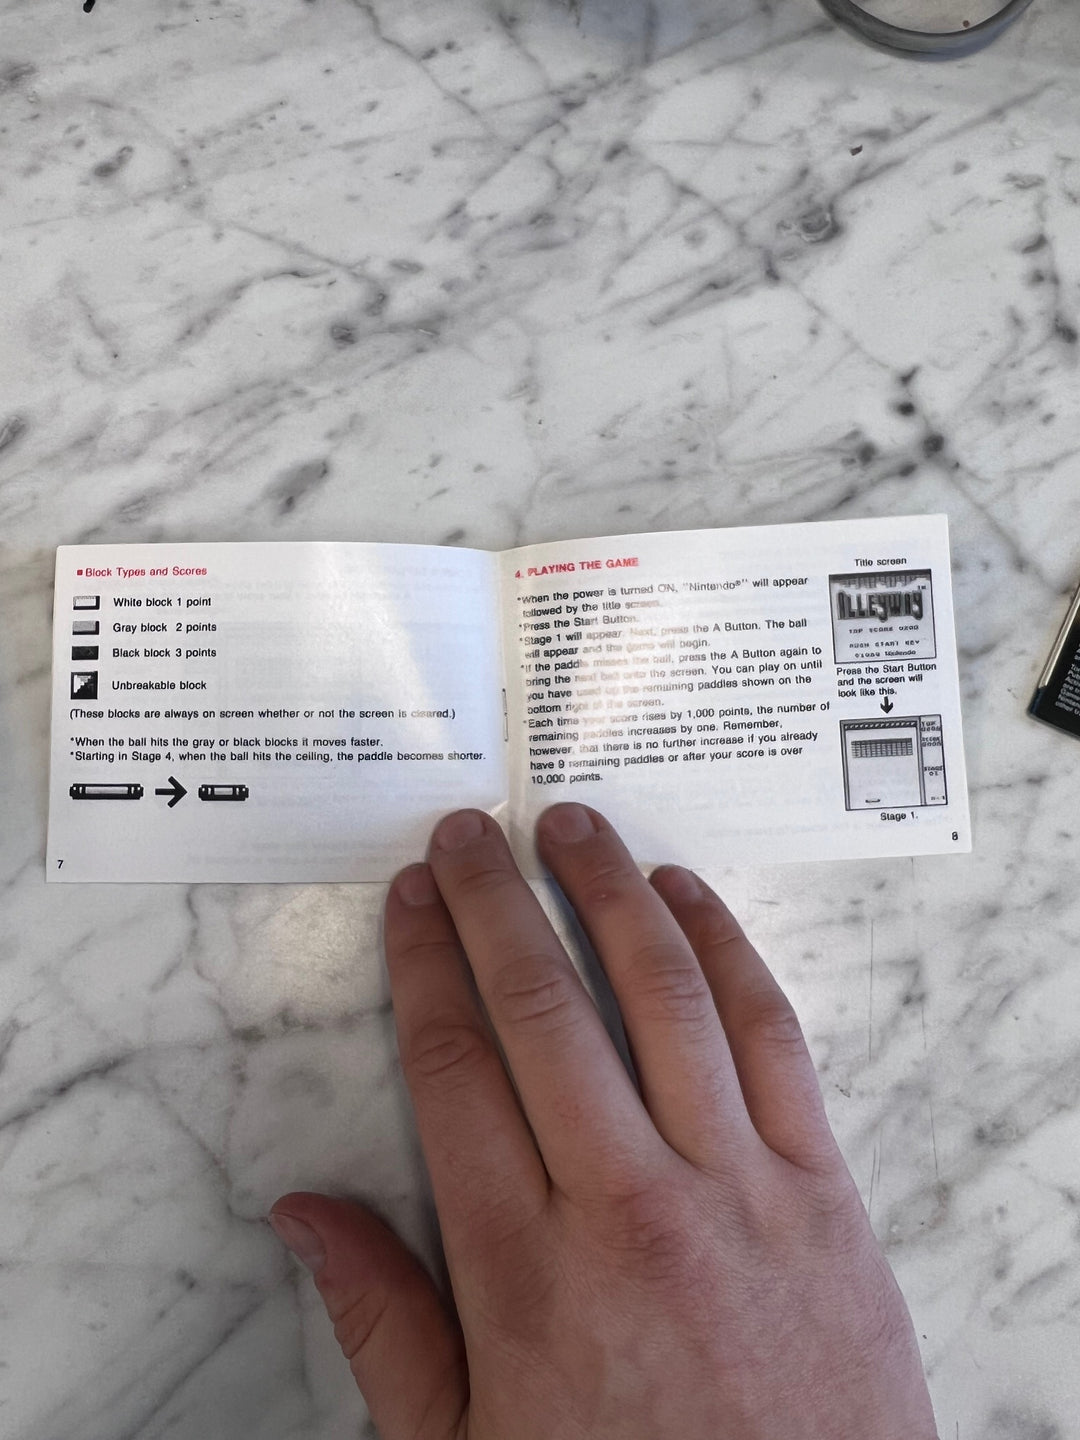 Block Types and Scores
White block 1 point
Gray block 2 points
Black block 3 points
Unbreakable block
(These blocks are always on screen whether or not the screen is cleared.)
*When the ball hits the gray or black blocks it moves faster.
*Starting in Stage 4, when the ball hits the ceiling, the paddle becomes shorter.
7
4. PLAYING THE GAME
*When the power is turned ON, "Nintendo®" will appear
followed by the title screen.
*Press the Start Button.
*Stage 1 will appear. Next, press the A Button. The ball
will appear and the game will begin.
*If the paddle misses the ball, press the A Button again to
bring the next ball onto the screen. You can play on until
you have used up the remaining paddles shown on the
bottom right of the screen.
*Each time your score rises by 1,000 points, the number of
remaining paddles increases by one. Remember,
however, that there is no further increase if you already
have 9 remaining paddles or after your score is over
10,000 points.
Title screen
ALLEYWAY™
TOP SCORE 0200
PUSH START KEY
©1989 Nintendo
Press the Start Button
and the screen will
look like this.
TOP
0200
SCORE
0000
STAGE
01
Stage 1.
8